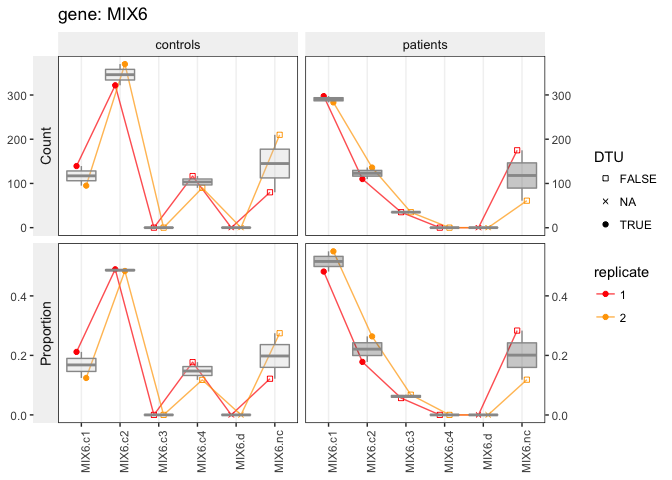 gene: MIX6
controls
patients
Count
300
200
100
0
300
200
100
0
Proportion
0.4
0.2
0.0
0.4
0.2
0.0
MIX6.c1
MIX6.c2
MIX6.c3
MIX6.c4
MIX6.d
MIX6.nc
MIX6.c1
MIX6.c2
MIX6.c3
MIX6.c4
MIX6.d
MIX6.nc
DTU
FALSE
NA
TRUE
replicate
1
2